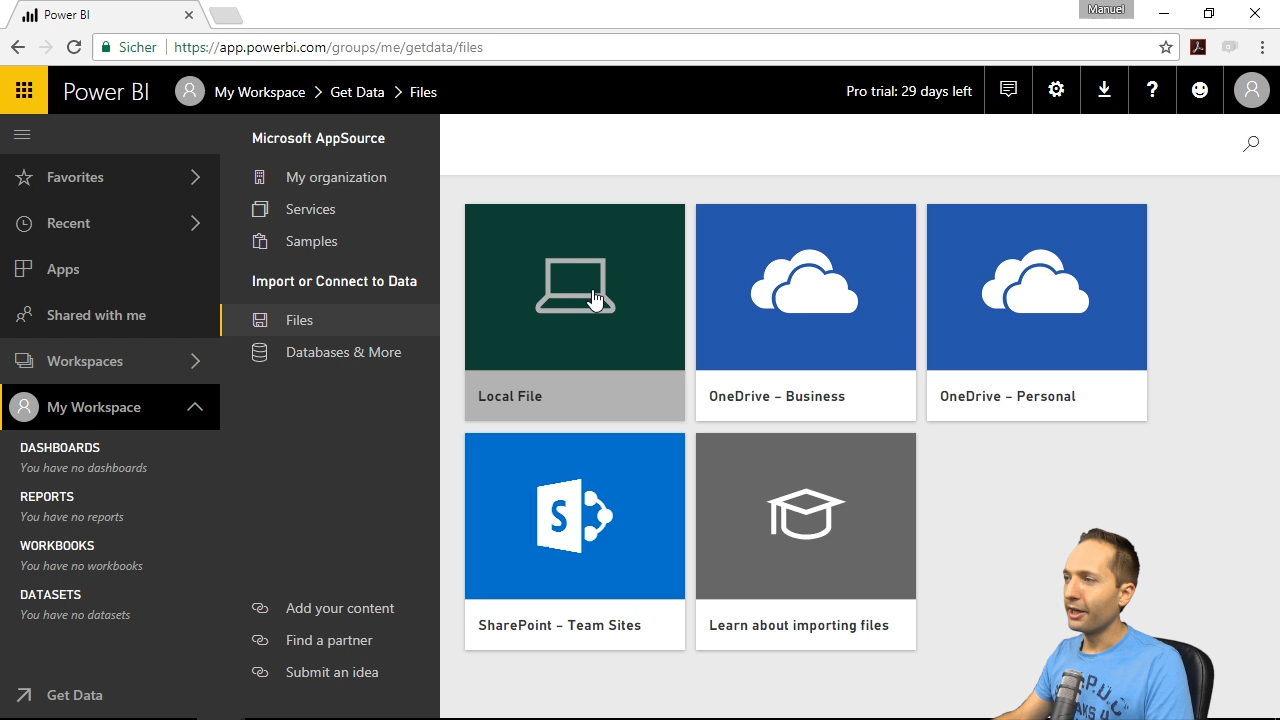 Power BI
Manuel
Sicher
https://app.powerbi.com/groups/me/getdata/files
Power BI
My Workspace
Get Data
Files
Pro trial: 29 days left
Favorites
Recent
Apps
Shared with me
Workspaces
My Workspace
DASHBOARDS
You have no dashboards
REPORTS
You have no reports
WORKBOOKS
You have no workbooks
DATASETS
You have no datasets
Get Data
Microsoft AppSource
My organization
Services
Samples
Import or Connect to Data
Files
Databases & More
Add your content
Find a partner
Submit an idea
Local File
OneDrive – Business
OneDrive – Personal
S
SharePoint – Team Sites
Learn about importing files